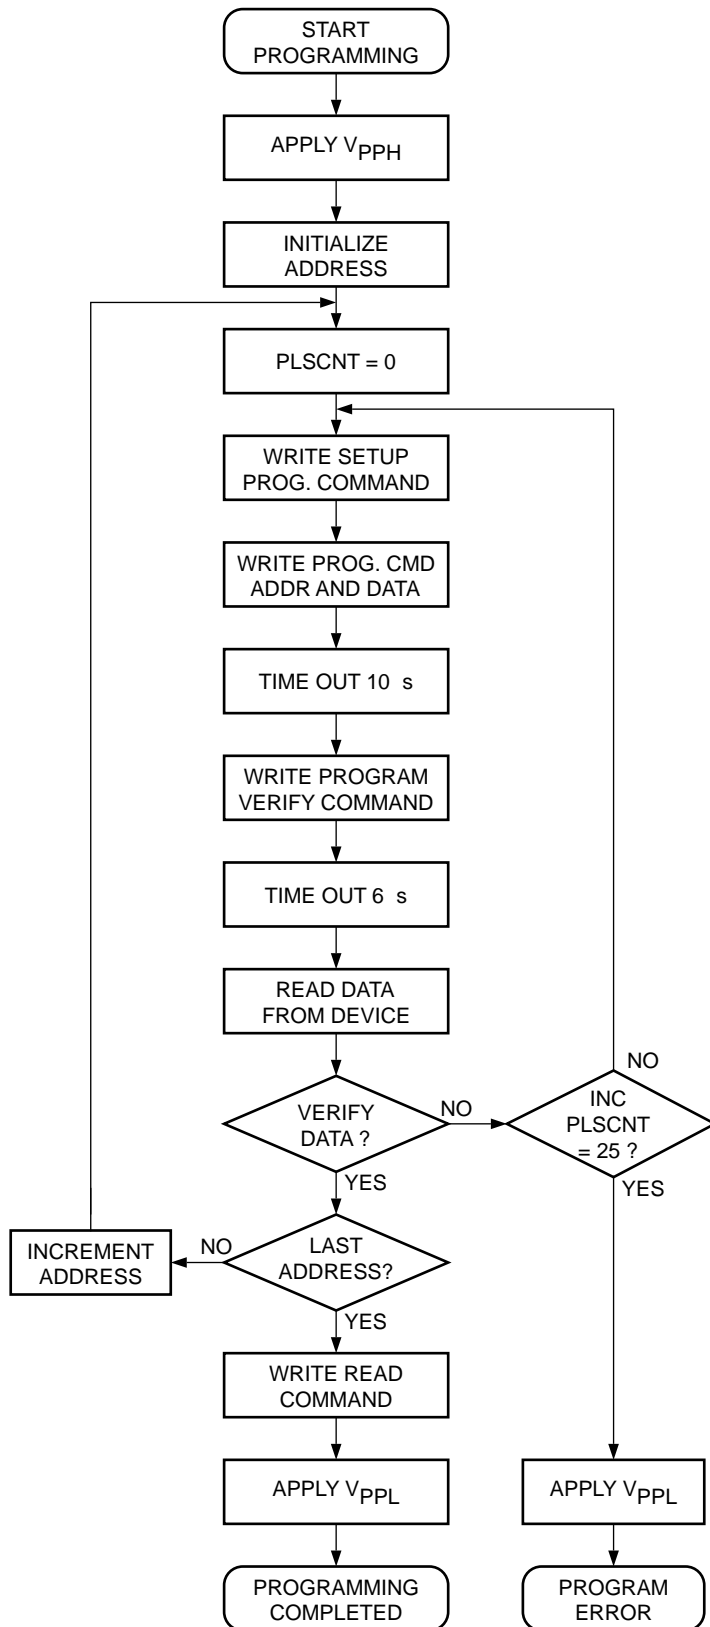 START
PROGRAMMING
APPLY VPPH
INITIALIZE
ADDRESS
PLSCNT = 0
WRITE SETUP
PROG. COMMAND
WRITE PROG. CMD
ADDR AND DATA
TIME OUT 10 s
WRITE PROGRAM
VERIFY COMMAND
TIME OUT 6 s
READ DATA
FROM DEVICE
VERIFY
DATA ?
NO
YES
INC
PLSCNT
= 25 ?
NO
YES
LAST
ADDRESS?
NO
YES
INCREMENT
ADDRESS
WRITE READ
COMMAND
APPLY VPPL
APPLY VPPL
PROGRAMMING
COMPLETED
PROGRAM
ERROR